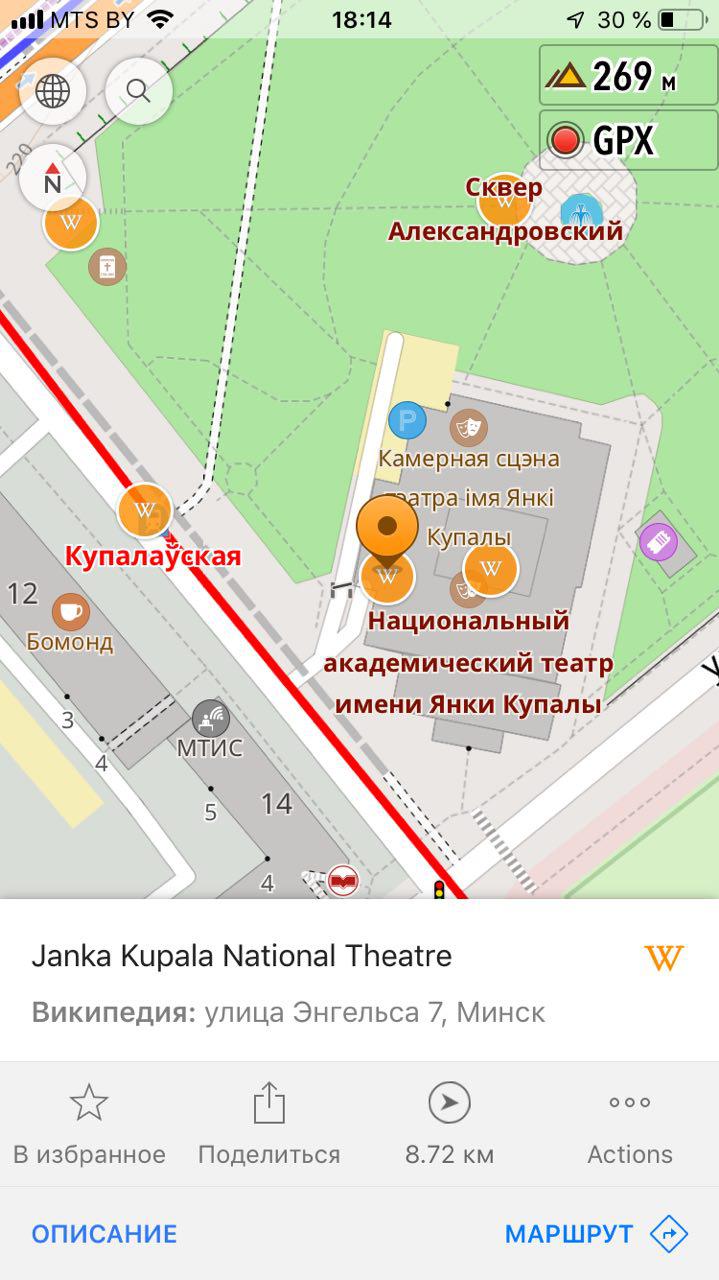 MTS BY
18:14
30 %
269 м
GPX
220
N
Сквер
Александровский
W
W
P
Камерная сцэна
тэатра імя Янкі
Купалы
W
Купалаўская
W
W
12
Бомонд
Национальный
академический театр
имени Янки Купалы
3
4
МТИС
5
14
4
Janka Kupala National Theatre
W
Википедия: улица Энгельса 7, Минск
В избранное
Поделиться
8.72 км
Actions
ОПИСАНИЕ
МАРШРУТ